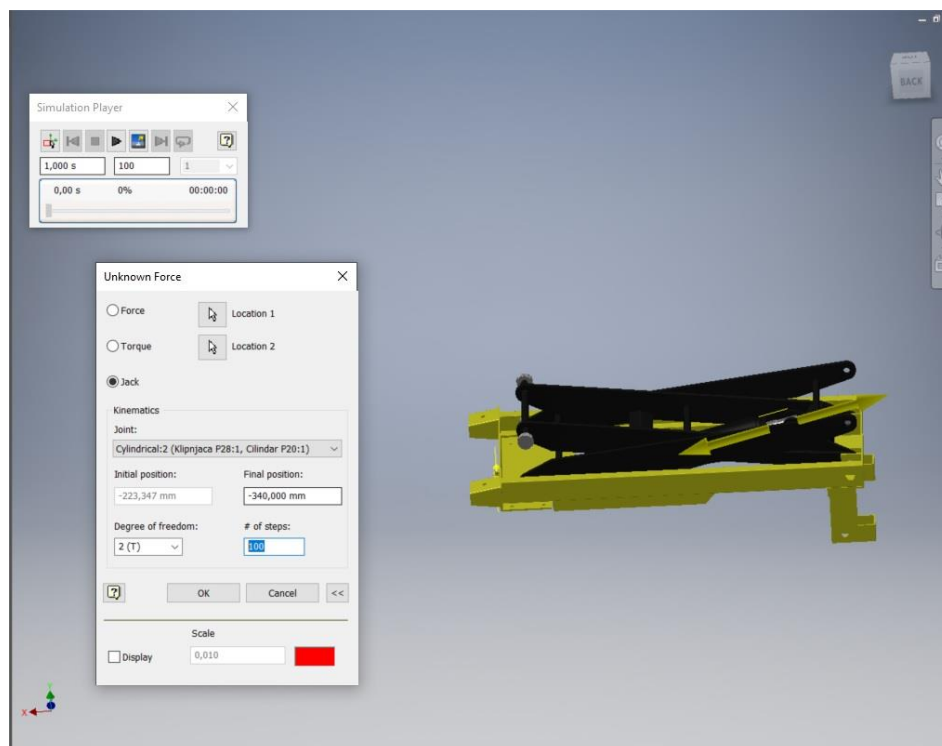 BACK
Simulation Player
1,000 s 100 1
0,00 s 0% 00:00:00
Unknown Force
Force Location 1
Torque Location 2
Jack
Kinematics
Joint:
Cylindrical:2 (Klipnjaca P28:1, Cilindar P20:1)
Initial position: Final position:
-223,347 mm -340,000 mm
Degree of freedom: # of steps:
2 (T) 100
OK Cancel <<
Scale
Display 0,010
Y
X